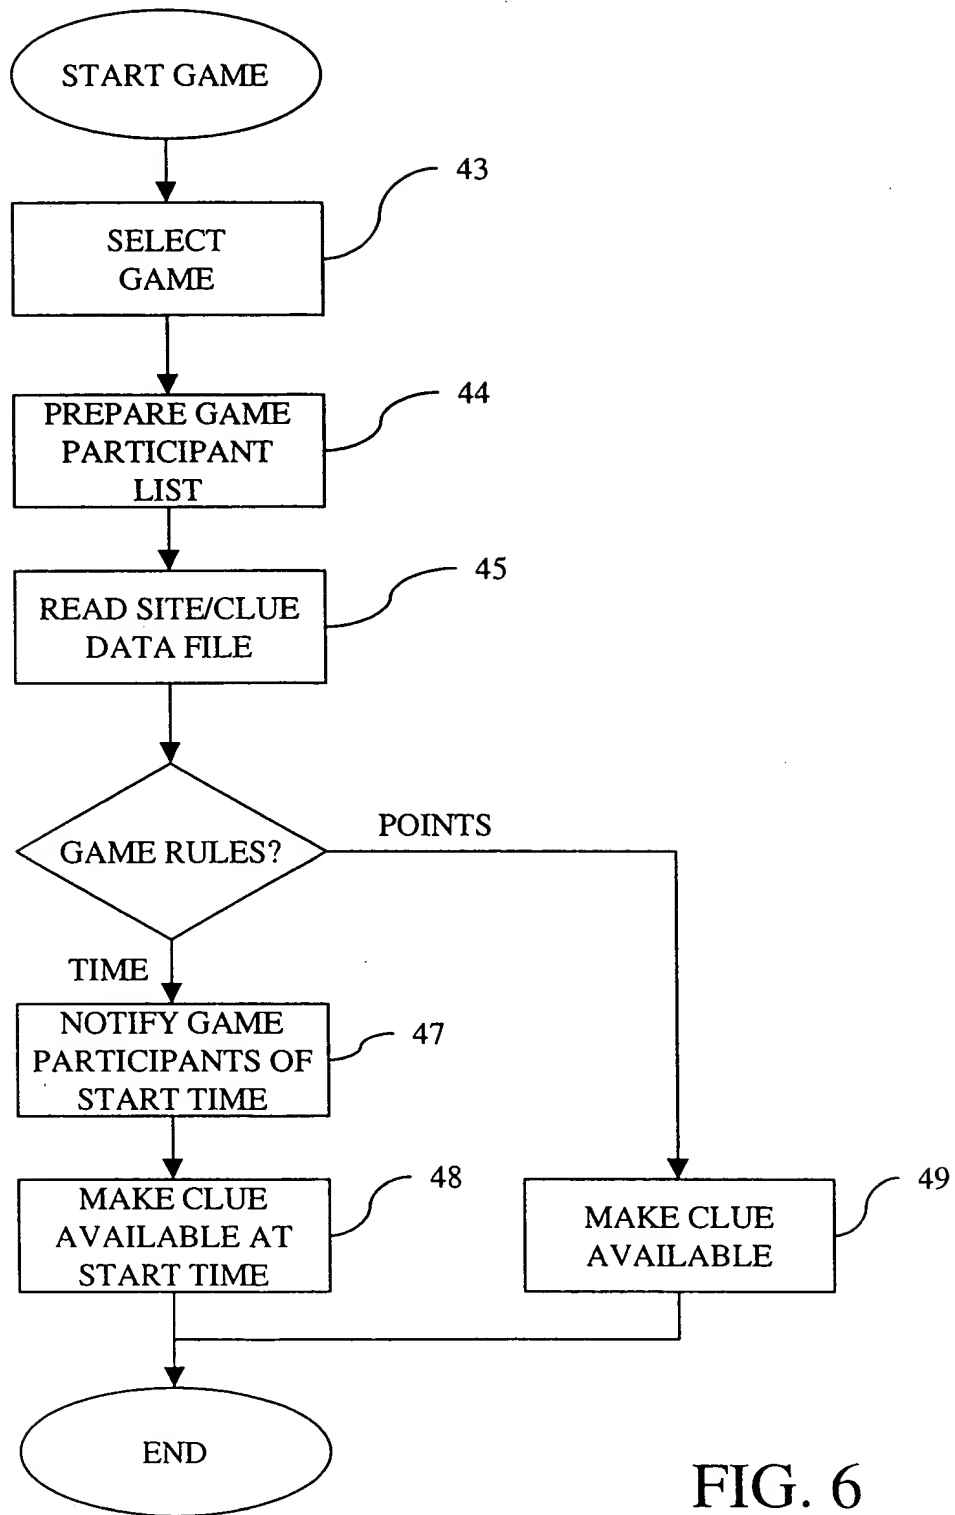 START GAME
43
SELECT
GAME
44
PREPARE GAME
PARTICIPANT
LIST
45
READ SITE/CLUE
DATA FILE
POINTS
GAME RULES?
TIME
NOTIFY GAME
PARTICIPANTS OF
START TIME
47
MAKE CLUE
AVAILABLE AT
START TIME
48
MAKE CLUE
AVAILABLE
49
END
FIG. 6